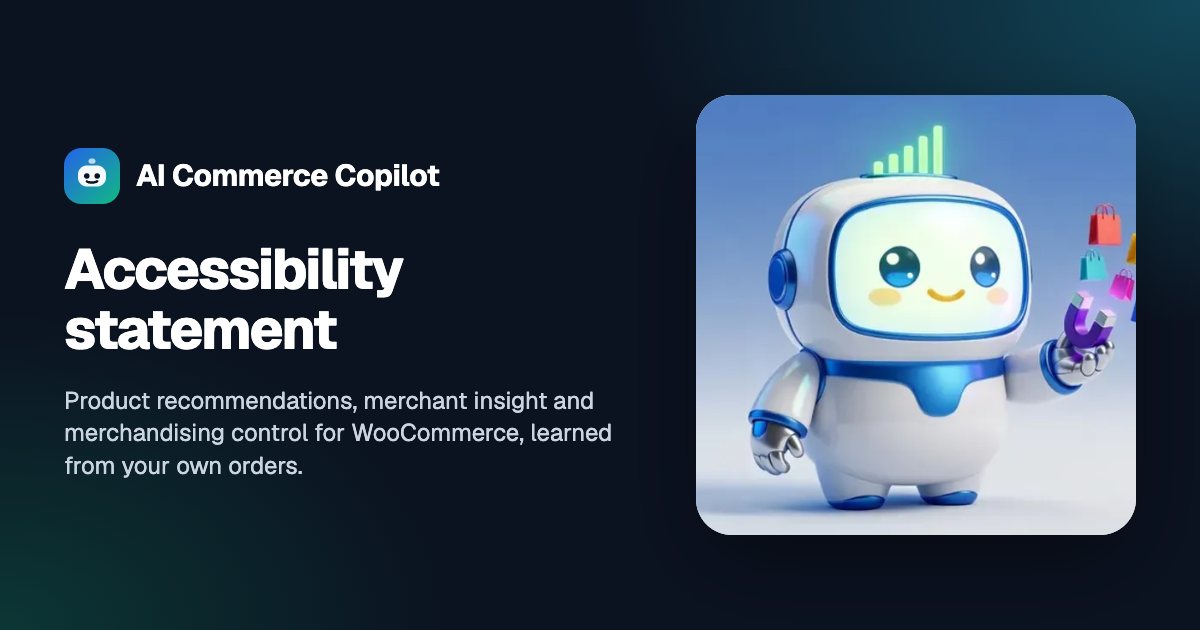 AI Commerce Copilot
Accessibility
statement
Product recommendations, merchant insight and
merchandising control for WooCommerce, learned
from your own orders.